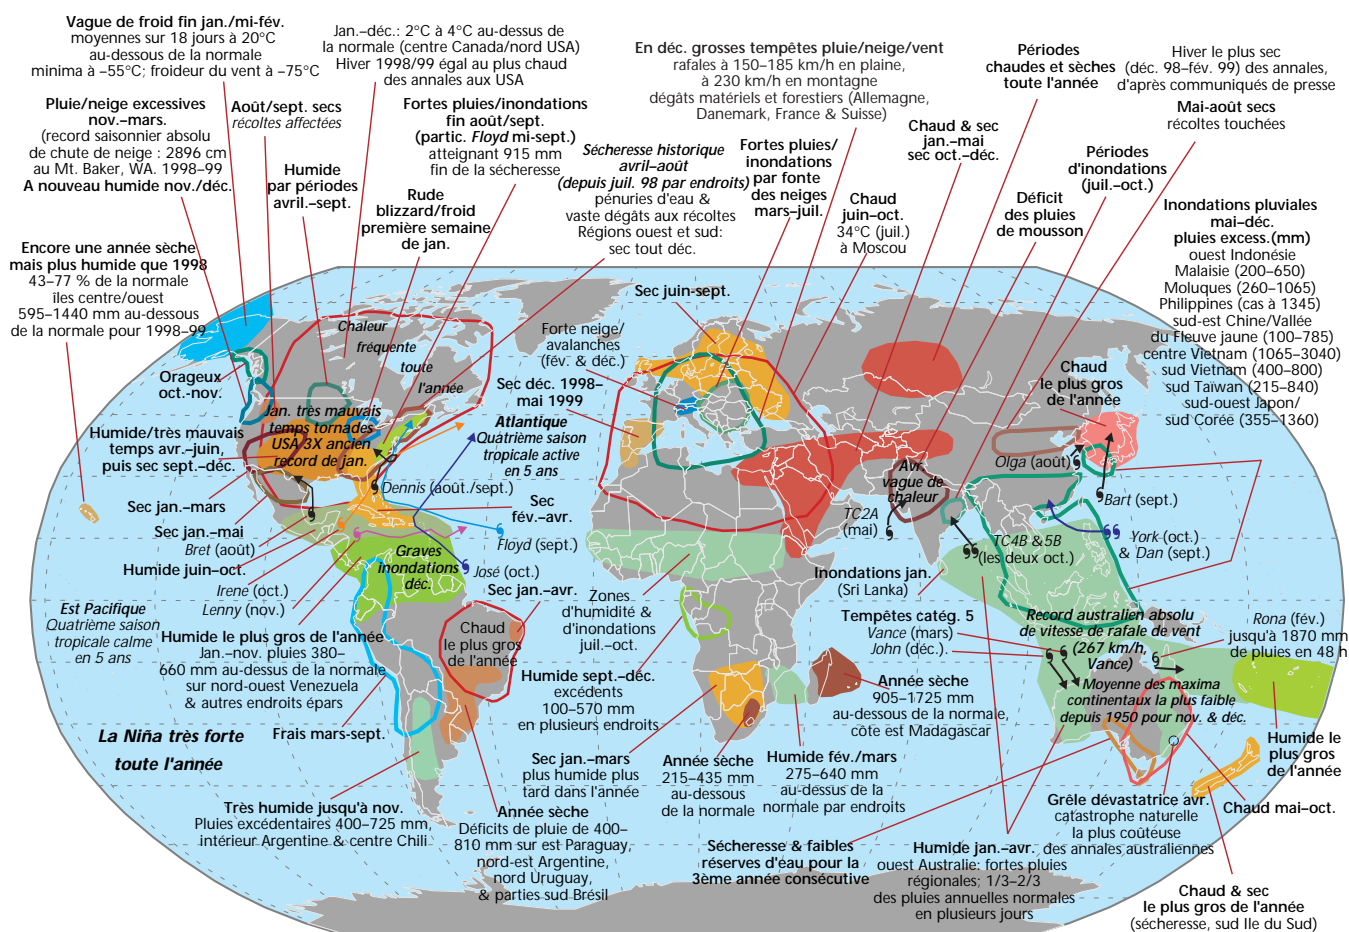 Vague de froid fin jan./mi-fév.
moyennes sur 18 jours à 20°C
au-dessous de la normale
minima à –55°C; froideur du vent à –75°C
Jan.–déc.: 2°C à 4°C au-dessus de
la normale (centre Canada/nord USA)
Hiver 1998/99 égal au plus chaud
des annales aux USA
En déc. grosses tempêtes pluie/neige/vent
rafales à 150–185 km/h en plaine,
à 230 km/h en montagne
dégâts matériels et forestiers (Allemagne,
Danemark, France & Suisse)
Périodes
chaudes et sèches
toute l'année
Hiver le plus sec
(déc. 98–fév. 99) des annales,
d'après communiqués de presse
Pluie/neige excessives
nov.–mars.
(record saisonnier absolu
de chute de neige : 2896 cm
au Mt. Baker, WA. 1998–99
A nouveau humide nov./déc.
Août/sept. secs
récoltes affectées
Humide
par périodes
avril.–sept.
Fortes pluies/inondations
fin août/sept.
(partic. Floyd mi-sept.)
atteignant 915 mm
fin de la sécheresse
Rude
blizzard/froid
première semaine
de jan.
Sécheresse historique
avril–août
(depuis juil. 98 par endroits)
pénuries d'eau &
vaste dégâts aux récoltes
Régions ouest et sud:
sec tout déc.
Fortes pluies/
inondations
par fonte
des neiges
mars–juil.
Chaud
juin–oct.
34°C (juil.)
à Moscou
Chaud & sec
jan.–mai
sec oct.–déc.
Mai-août secs
récoltes touchées
Périodes
d'inondations
(juil.–oct.)
Déficit
des pluies
de mousson
Inondations pluviales
mai–déc.
pluies excess.(mm)
ouest Indonésie
Malaisie (200–650)
Moluques (260–1065)
Philippines (cas à 1345)
sud-est Chine/Vallée
du Fleuve jaune (100–785)
centre Vietnam (1065–3040)
sud Vietnam (400–800)
sud Taïwan (215–840)
sud-ouest Japon/
sud Coréé (355–1360)
Encore une année sèche
mais plus humide que 1998
43–77 % de la normale
îles centre/ouest
595–1440 mm au-dessous
de la normale pour 1998–99
Orageux
oct.-nov.
Humide/très mauvais
temps avr.–juin,
puis sec sept.–déc.
Sec jan.–mars
Sec jan.–mai
Bret (août)
Humide juin–oct.
Irene (oct.)
Lenny (nov.)
Chaleur
fréquente
toute
l'année
Jan. très mauvais
temps tornades
USA 3X ancien
record de jan.
Dennis (août./sept.)
Forte neige/
avalanches
(fév. & déc.)
Sec juin-sept.
Sec déc. 1998–
mai 1999
Atlantique
Quatrième saison
tropicale active
en 5 ans
Sec
fév.–avr.
Floyd (sept.)
José (oct.)
Sec jan.–avr.
Graves
inondations
déc.
Chaud
le plus gros
de l'année
Chaud
le plus gros
de l'année
Olga (août)
Bart (sept.)
Avr.
vague de
chaleur
TC2A
(mai)
TC4B & 5B
(les deux oct.)
York (oct.)
& Dan (sept.)
Inondations jan.
(Sri Lanka)
Zones
d'humidité &
d'inondations
juil.–oct.
Est Pacifique
Quatrième saison
tropicale calme
en 5 ans
Humide le plus gros de l'année
Jan.–nov. pluies 380–
660 mm au-dessus de la normale
sur nord-ouest Venezuela
& autres endroits épars
Frais mars-sept.
La Niña très forte
toute l'année
Humide sept.–déc.
excédents
100–570 mm
en plusieurs endroits
Tempêtes catég. 5
Vance (mars)
John (déc.)
Record australien absolu
de vitesse de rafale de vent
(267 km/h,
Vance)
Rona (fév.)
jusqu'à 1870 mm
de pluies en 48 h
Année sèche
905–1725 mm
au-dessous de la normale,
côte est Madagascar
Moyenne des maxima
continentaux la plus faible
depuis 1950 pour nov. & déc.
Sec jan.–mars
plus humide plus
tard dans l'année
Année sèche
215–435 mm
au-dessous
de la normale
Humide fév./mars
275–640 mm
au-dessus de la
normale par endroits
Humide le
plus gros
de l'année
Très humide jusqu'à nov.
Pluies excédentaires 400–725 mm,
intérieur Argentine & centre Chili
Année sèche
Déficits de pluie de 400–
810 mm sur est Paraguay,
nord-est Argentine,
nord Uruguay,
& parties sud Brésil
Sécheresse & faibles
réserves d'éau pour la
3ème année consécutive
Humide jan.–avr.
ouest Australie: fortes pluies
régionales; 1/3–2/3
des pluies annuelles normales
en plusieurs jours
Grêle dévastatrice avr.
catastrophe naturelle
la plus coûteuse
des annales australiennes
Chaud mai–oct.
Chaud & sec
le plus gros de l'année
(sécheresse, sud Ile du Sud)